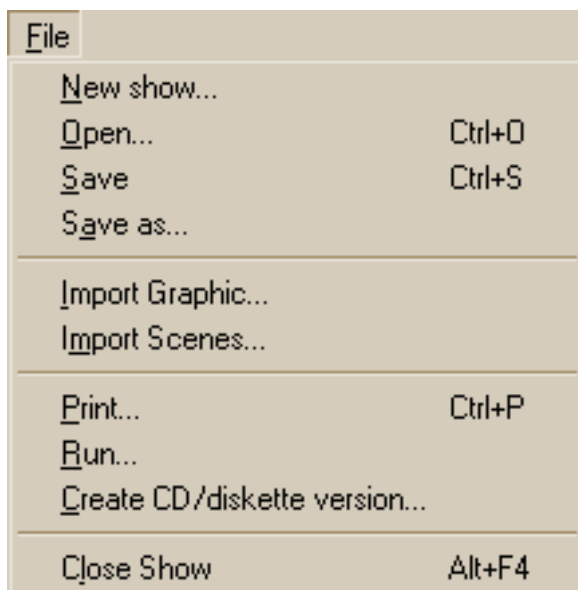 File
New show...
Open... Ctrl+O
Save Ctrl+S
Save as...
Import Graphic...
Import Scenes...
Print... Ctrl+P
Run...
Create CD/diskette version...
Close Show Alt+F4